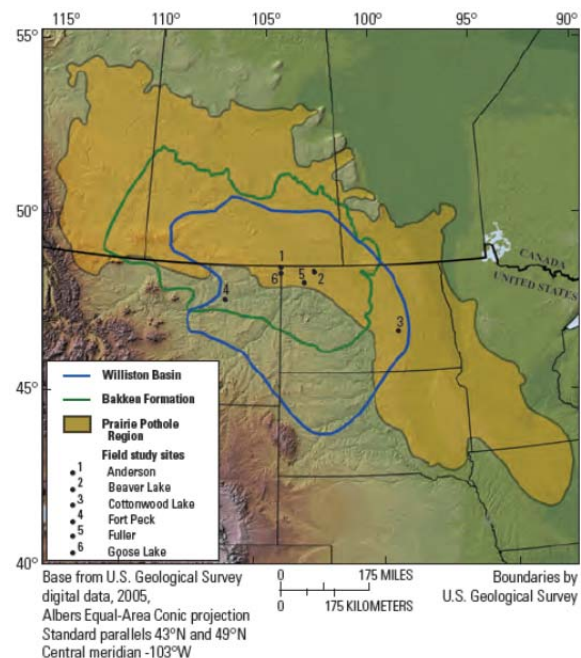 115° 110° 105° 100° 95° 90°
55°
50°
45°
40°
CANADA
UNITED STATES
1
6 5 2
4
3
Williston Basin
Bakken Formation
Prairie Pothole
Region
Field study sites
1 Anderson
2 Beaver Lake
3 Cottonwood Lake
4 Fort Peck
5 Fuller
6 Goose Lake
Base from U.S. Geological Survey
digital data, 2005,
Albers Equal-Area Conic projection
Standard parallels 43°N and 49°N
Central meridian -103°W
0 175 MILES
0 175 KILOMETERS
Boundaries by
U.S. Geological Survey